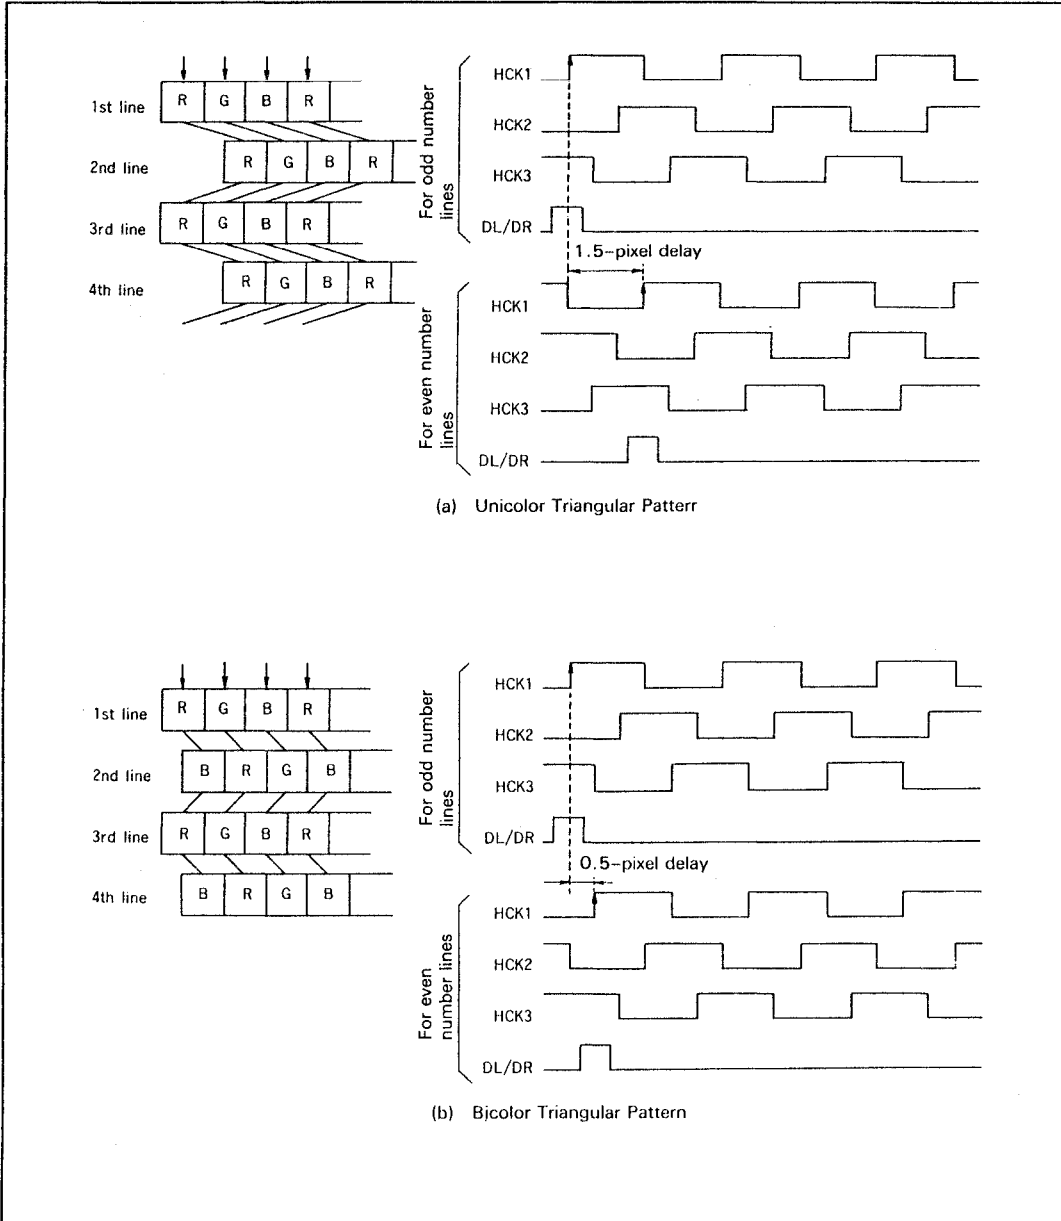 1st line R G B R
2nd line R G B R
3rd line R G B R
4th line R G B R
For odd number lines
HCK1
HCK2
HCK3
DL/DR
1.5-pixel delay
For even number lines
HCK1
HCK2
HCK3
DL/DR
(a) Unicolor Triangular Patterr
1st line R G B R
2nd line B R G B
3rd line R G B R
4th line B R G B
For odd number lines
HCK1
HCK2
HCK3
DL/DR
0.5-pixel delay
For even number lines
HCK1
HCK2
HCK3
DL/DR
(b) Bjcolor Triangular Pattern